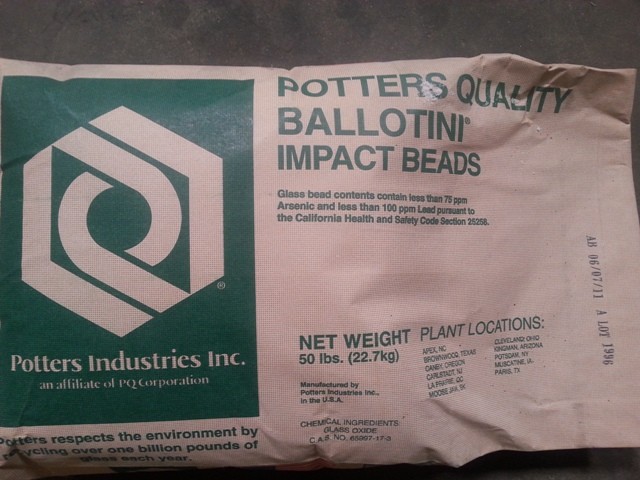 POTTERS QUALITY
BALLOTINI®
IMPACT BEADS
Glass bead contents contain less than 75 ppm
Arsenic and less than 100 ppm Lead pursuant to
the California Health and Safety Code Section 25258.
®
Potters Industries Inc.
an affiliate of PQ Corporation
NET WEIGHT
50 lbs. (22.7kg)
Manufactured by
Potters Industries Inc.,
in the U.S.A.
CHEMICAL INGREDIENTS
GLASS OXIDE
C.A.S. NO. 65997-17-3
PLANT LOCATIONS:
APEX, NC
BROWNWOOD, TEXAS
CANBY, OREGON
CARLSTADT, NJ
LA PRAIRIE, QC
MOOSE JAW, SK
CLEVELAND OHIO
KINGMAN, ARIZONA
POTSDAM, NY
MUSCATINE, IA.
PARIS, TX
AB 06/07/11 A LOT 1996
Potters respects the environment by
recycling over one billion pounds of
glass each year.